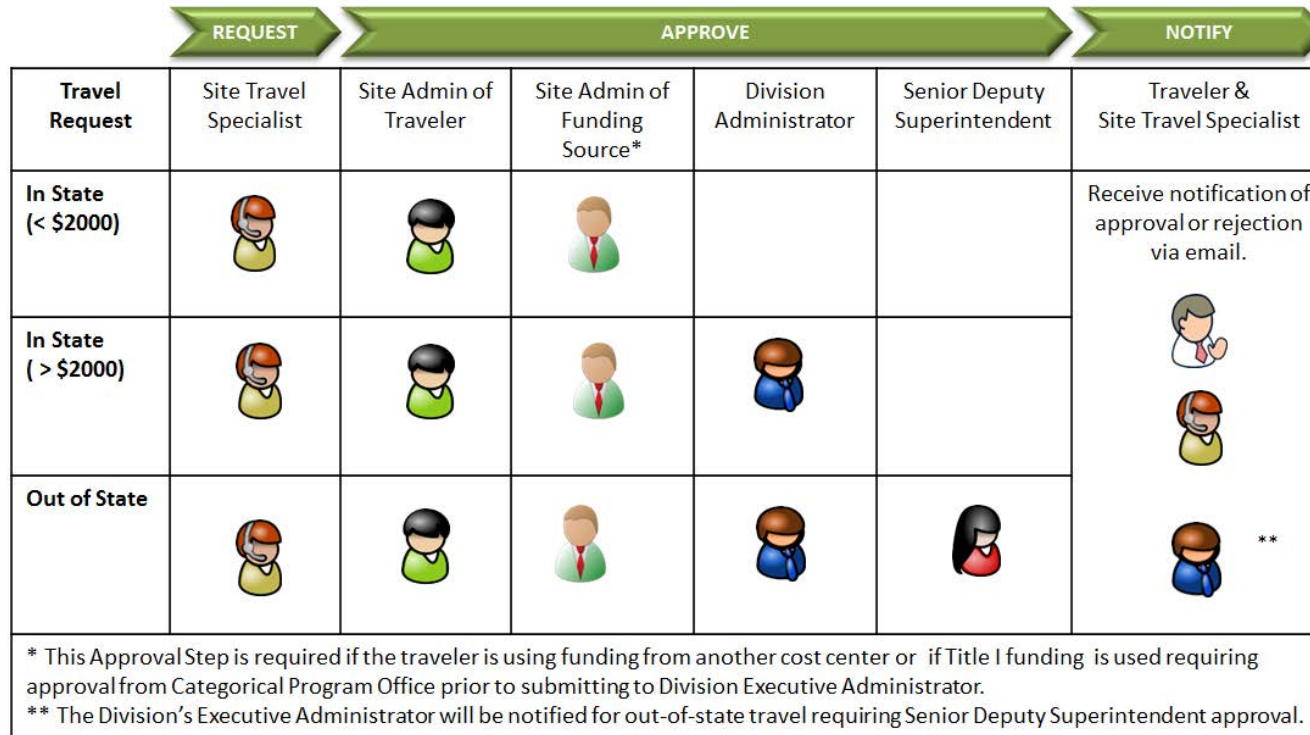 REQUEST
APPROVE
NOTIFY
Travel
Request
Site Travel
Specialist
Site Admin of
Traveler
Site Admin of
Funding
Source*
Division
Administrator
Senior Deputy
Superintendent
Traveler &
Site Travel Specialist
In State
(< $2000)
Receive notification of
approval or rejection
via email.
In State
( > $2000)
Out of State
**
* This Approval Step is required if the traveler is using funding from another cost center or if Title I funding is used requiring
approval from Categorical Program Office prior to submitting to Division Executive Administrator.
** The Division's Executive Administrator will be notified for out-of-state travel requiring Senior Deputy Superintendent approval.